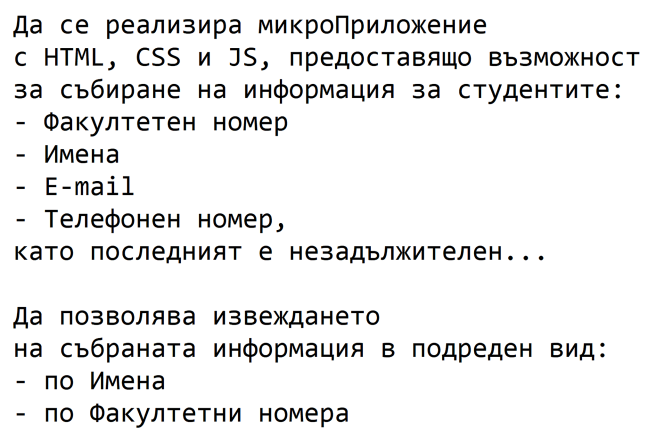 Да се реализира микроПриложение
с HTML, CSS и JS, предоставящо възможност
за събиране на информация за студентите:
- Факултетен номер
- Имена
- E-mail
- Телефонен номер,
като последният е незадължителен...
Да позволява извеждането
на събраната информация в подреден вид:
- по Имена
- по Факултетни номера